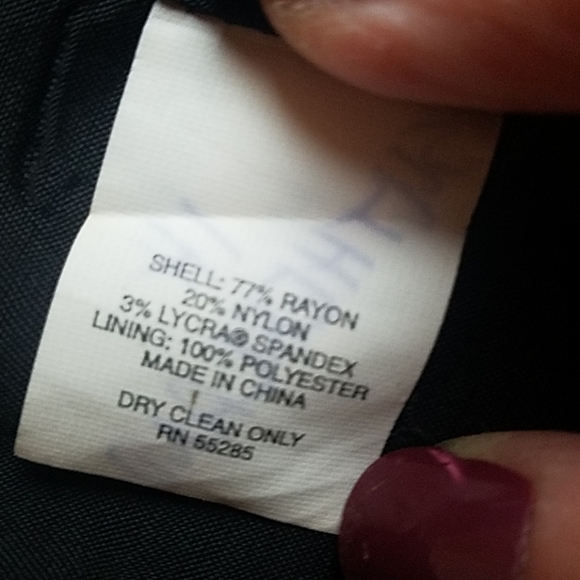 SHELL: 77% RAYON
20% NYLON
3% LYCRA® SPANDEX
LINING: 100% POLYESTER
MADE IN CHINA
DRY CLEAN ONLY
RN 55285